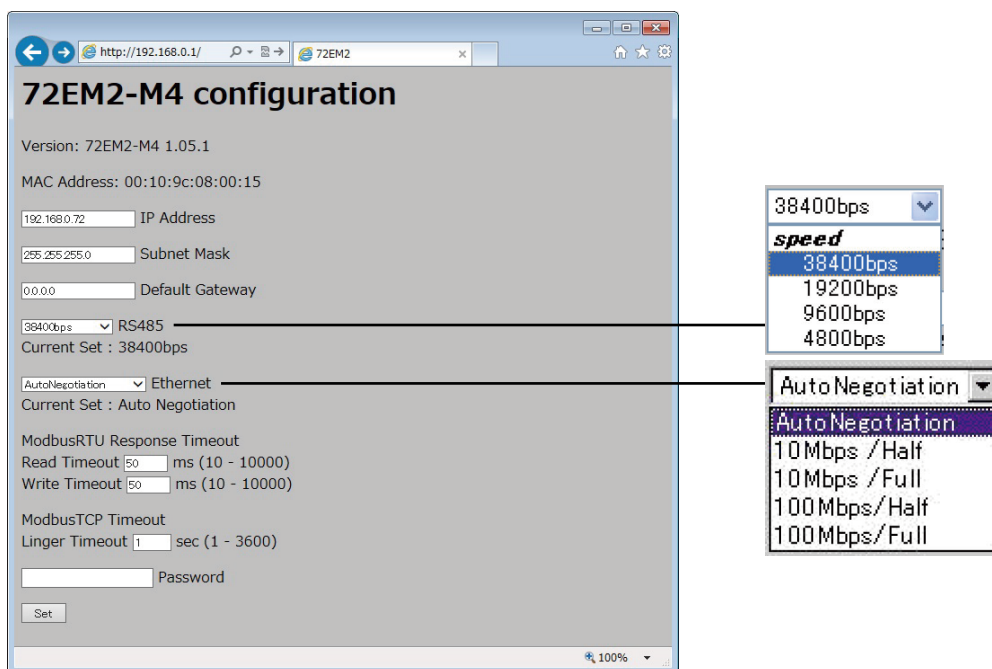 http://192.168.0.1/
72EM2
72EM2-M4 configuration
Version: 72EM2-M4 1.05.1
MAC Address: 00:10:9c:08:00:15
192.168.0.72 IP Address
255.255.255.0 Subnet Mask
0.0.0.0 Default Gateway
38400bps RS485
Current Set : 38400bps
AutoNegotiation Ethernet
Current Set : Auto Negotiation
ModbusRTU Response Timeout
Read Timeout 50 ms (10 - 10000)
Write Timeout 50 ms (10 - 10000)
ModbusTCP Timeout
Linger Timeout 1 sec (1 - 3600)
Password
Set
100%
38400bps
speed
38400bps
19200bps
9600bps
4800bps
AutoNegotiation
AutoNegotiation
10Mbps /Half
10Mbps /Full
100Mbps/Half
100Mbps/Full